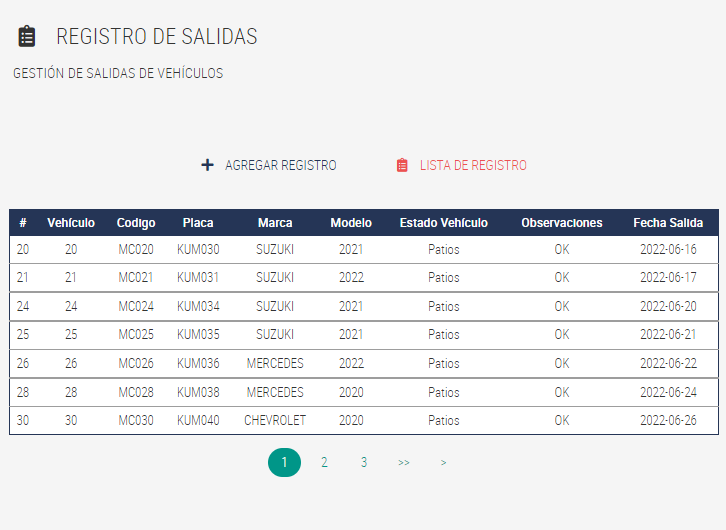 REGISTRO DE SALIDAS
GESTIÓN DE SALIDAS DE VEHÍCULOS
AGREGAR REGISTRO LISTA DE REGISTRO
# Vehículo Codigo Placa Marca Modelo Estado Vehículo Observaciones Fecha Salida
20 20 MC020 KUM030 SUZUKI 2021 Patios OK 2022-06-16
21 21 MC021 KUM031 SUZUKI 2022 Patios OK 2022-06-17
24 24 MC024 KUM034 SUZUKI 2021 Patios OK 2022-06-20
25 25 MC025 KUM035 SUZUKI 2021 Patios OK 2022-06-21
26 26 MC026 KUM036 MERCEDES 2022 Patios OK 2022-06-22
28 28 MC028 KUM038 MERCEDES 2020 Patios OK 2022-06-24
30 30 MC030 KUM040 CHEVROLET 2020 Patios OK 2022-06-26
1 2 3 >> >